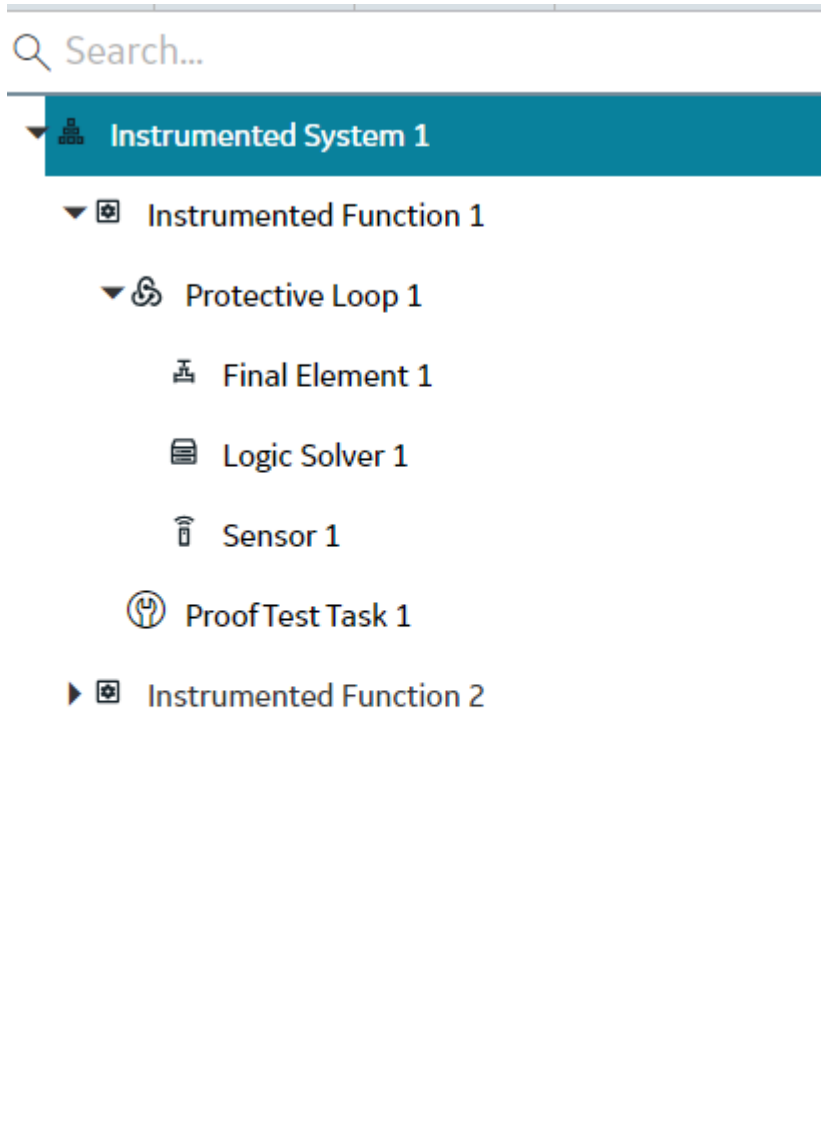 Search...
Instrumented System 1
Instrumented Function 1
Protective Loop 1
Final Element 1
Logic Solver 1
Sensor 1
Proof Test Task 1
Instrumented Function 2